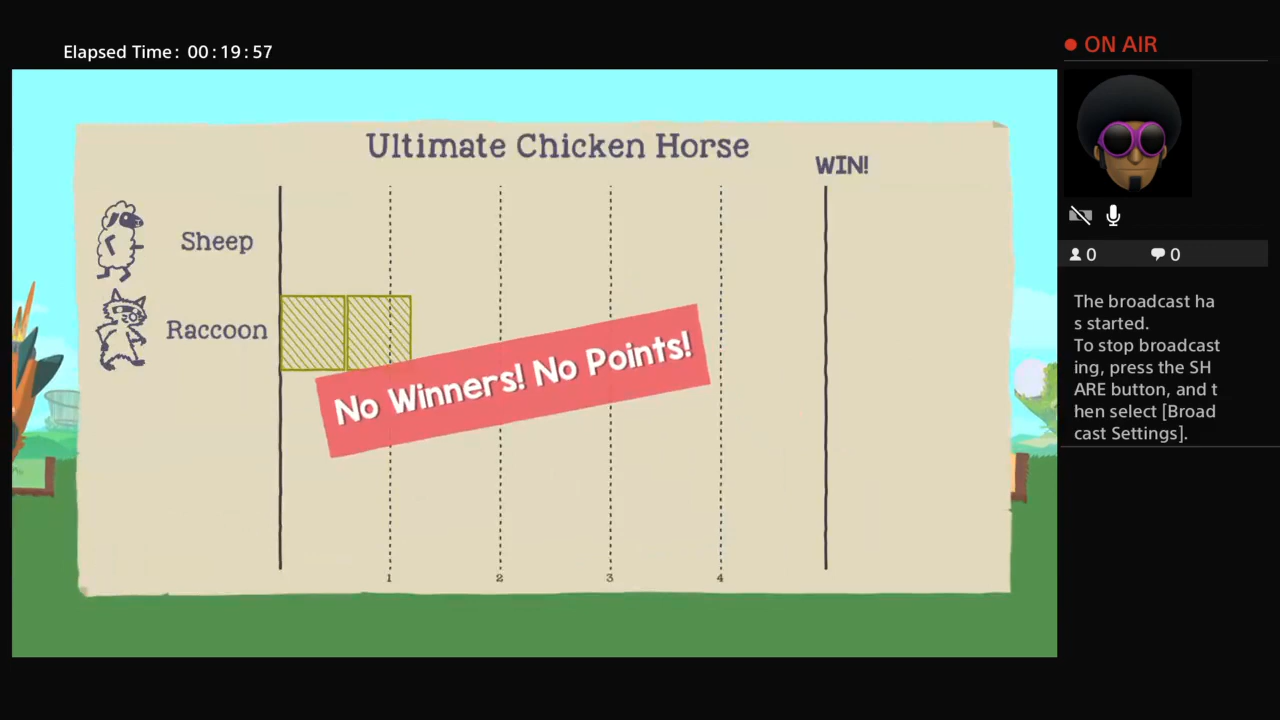 Elapsed Time: 00:19:57
ON AIR
Ultimate Chicken Horse
WIN!
Sheep
Raccoon
No Winners! No Points!
1 2 3 4
0 0
The broadcast ha
s started.
To stop broadcast
ing, press the SH
ARE button, and t
hen select [Broad
cast Settings].